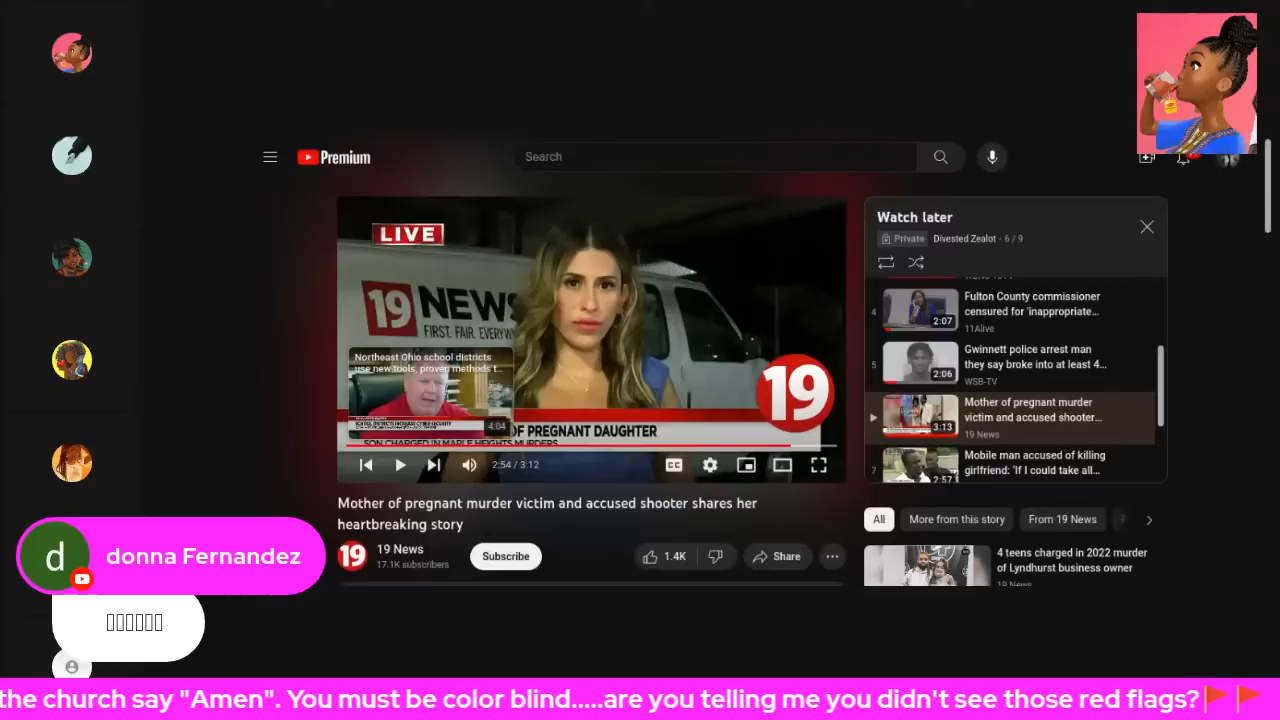 Premium
Search
LIVE
19 NEWS
FIRST. FAIR. EVERYW
Northeast Ohio school districts
use new tools, proven methods t...
4:04
19
OF PREGNANT DAUGHTER
SON CHARGED IN MAPLE HEIGHTS MURDERS
2:54 / 3:12
CC
Mother of pregnant murder victim and accused shooter shares her
heartbreaking story
19
19 News
17.1K subscribers
Subscribe
1.4K
Share
Watch later
Private
Divested Zealot - 6 / 9
4
Fulton County commissioner
censured for 'inappropriate...
11Alive
2:07
5
Gwinnett police arrest man
they say broke into at least 4...
WSB-TV
2:06
Mother of pregnant murder
victim and accused shooter...
19 News
3:13
7
Mobile man accused of killing
girlfriend: 'If I could take all...
2:57
All
More from this story
From 19 News
4 teens charged in 2022 murder
of Lyndhurst business owner
19 News
d
donna Fernandez
the church say "Amen". You must be color blind.....are you telling me you didn't see those red flags?🚩🚩